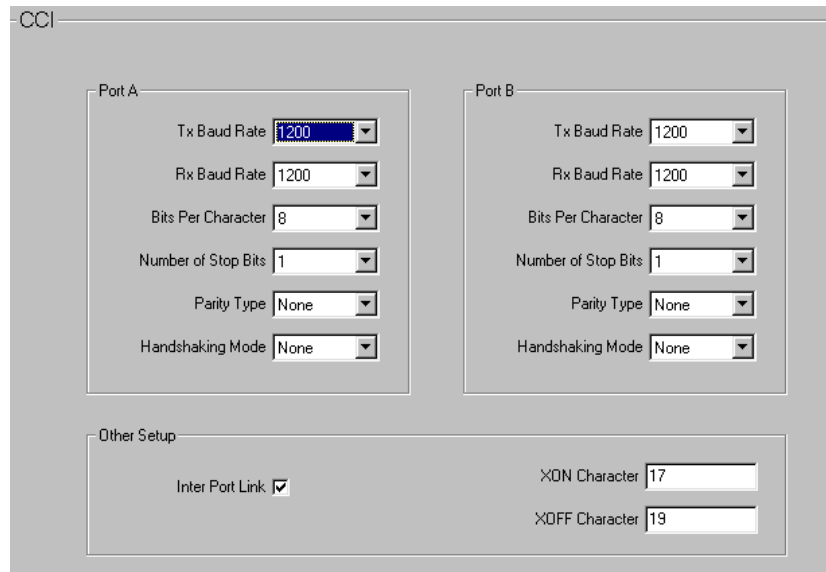 CCI
Port A
Tx Baud Rate 1200
Rx Baud Rate 1200
Bits Per Character 8
Number of Stop Bits 1
Parity Type None
Handshaking Mode None
Port B
Tx Baud Rate 1200
Rx Baud Rate 1200
Bits Per Character 8
Number of Stop Bits 1
Parity Type None
Handshaking Mode None
Other Setup
Inter Port Link
XON Character 17
XOFF Character 19